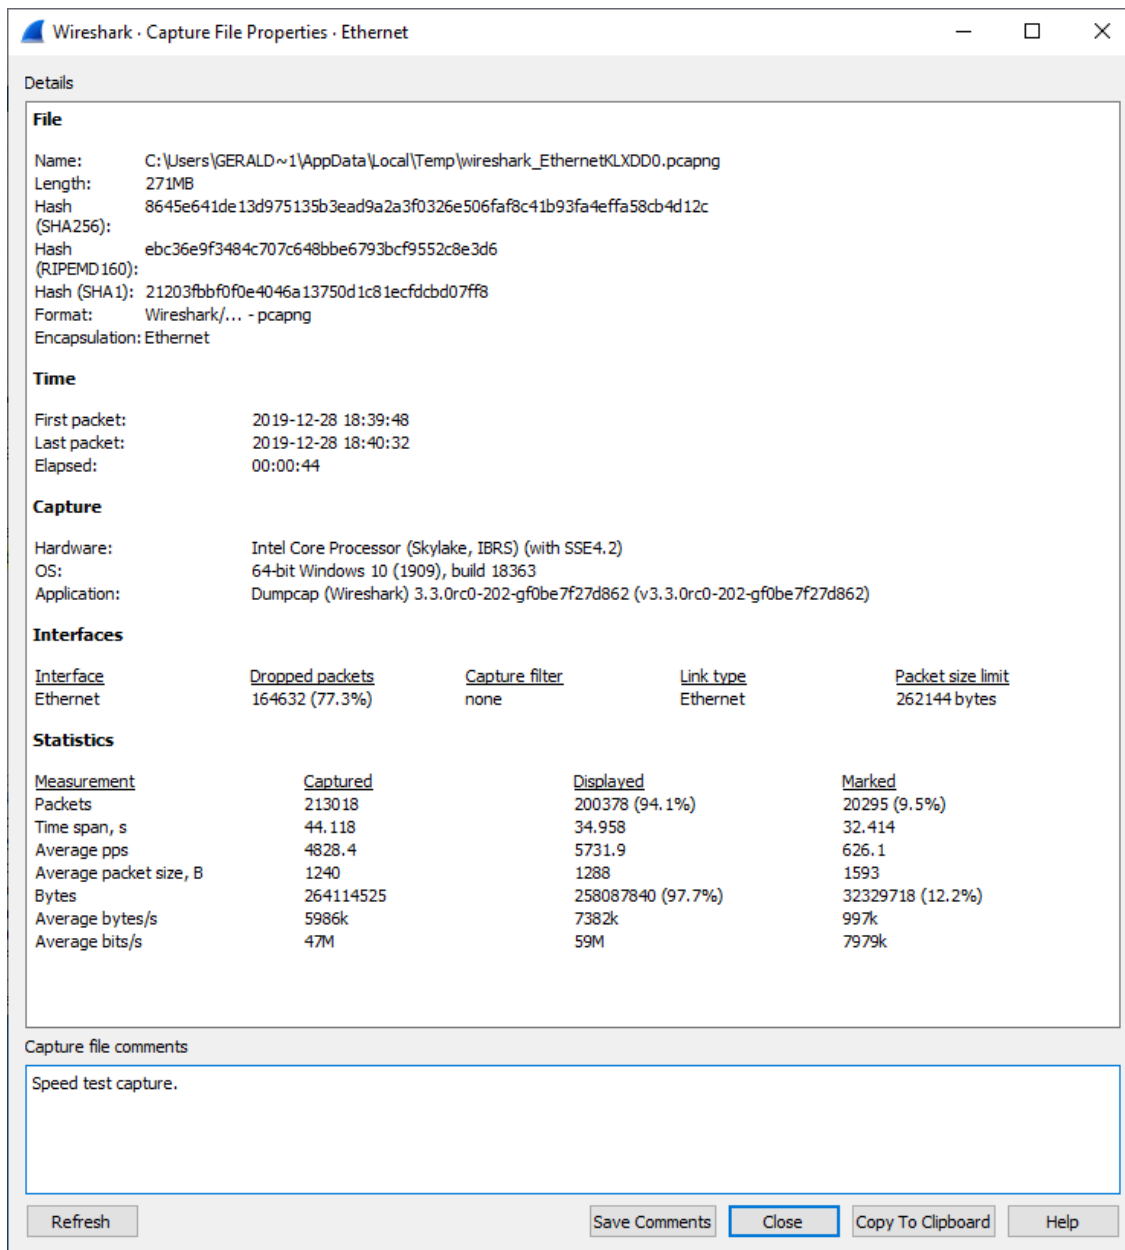 Wireshark · Capture File Properties · Ethernet
Details
File
Name: C:\Users\GERALD~1\AppData\Local\Temp\wireshark_EthernetKLXDD0.pcapng
Length: 271MB
Hash (SHA256): 8645e641de13d975135b3ead9a2a3f0326e506faf8c41b93fa4effa58cb4d12c
Hash (RIPEMD160): ebc36e9f3484c707c648bbe6793bcf9552c8e3d6
Hash (SHA1): 21203fbbf0f0e4046a13750d1c81ecfdcbd07ff8
Format: Wireshark/... - pcapng
Encapsulation: Ethernet
Time
First packet: 2019-12-28 18:39:48
Last packet: 2019-12-28 18:40:32
Elapsed: 00:00:44
Capture
Hardware: Intel Core Processor (Skylake, IBRS) (with SSE4.2)
OS: 64-bit Windows 10 (1909), build 18363
Application: Dumpcap (Wireshark) 3.3.0rc0-202-gf0be7f27d862 (v3.3.0rc0-202-gf0be7f27d862)
Interfaces
Interface Dropped packets Capture filter Link type Packet size limit
Ethernet 164632 (77.3%) none Ethernet 262144 bytes
Statistics
Measurement Captured Displayed Marked
Packets 213018 200378 (94.1%) 20295 (9.5%)
Time span, s 44.118 34.958 32.414
Average pps 4828.4 5731.9 626.1
Average packet size, B 1240 1288 1593
Bytes 264114525 258087840 (97.7%) 32329718 (12.2%)
Average bytes/s 5986k 7382k 997k
Average bits/s 47M 59M 7979k
Capture file comments
Speed test capture.
Refresh Save Comments Close Copy To Clipboard Help